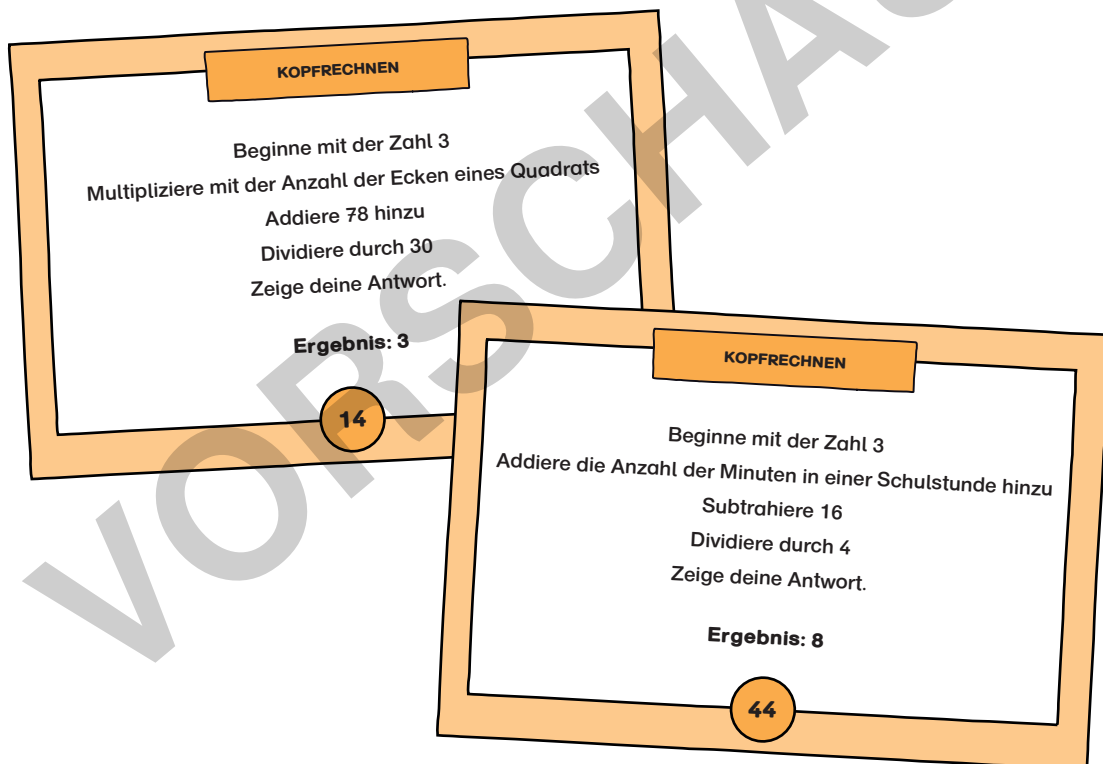 KOPFRECHNEN
Beginne mit der Zahl 3
Multipliziere mit der Anzahl der Ecken eines Quadrats
Addiere 78 hinzu
Dividiere durch 30
Zeige deine Antwort.
Ergebnis: 3
14
KOPFRECHNEN
Beginne mit der Zahl 3
Addiere die Anzahl der Minuten in einer Schulstunde hinzu
Subtrahiere 16
Dividiere durch 4
Zeige deine Antwort.
Ergebnis: 8
44
VORSCHAU